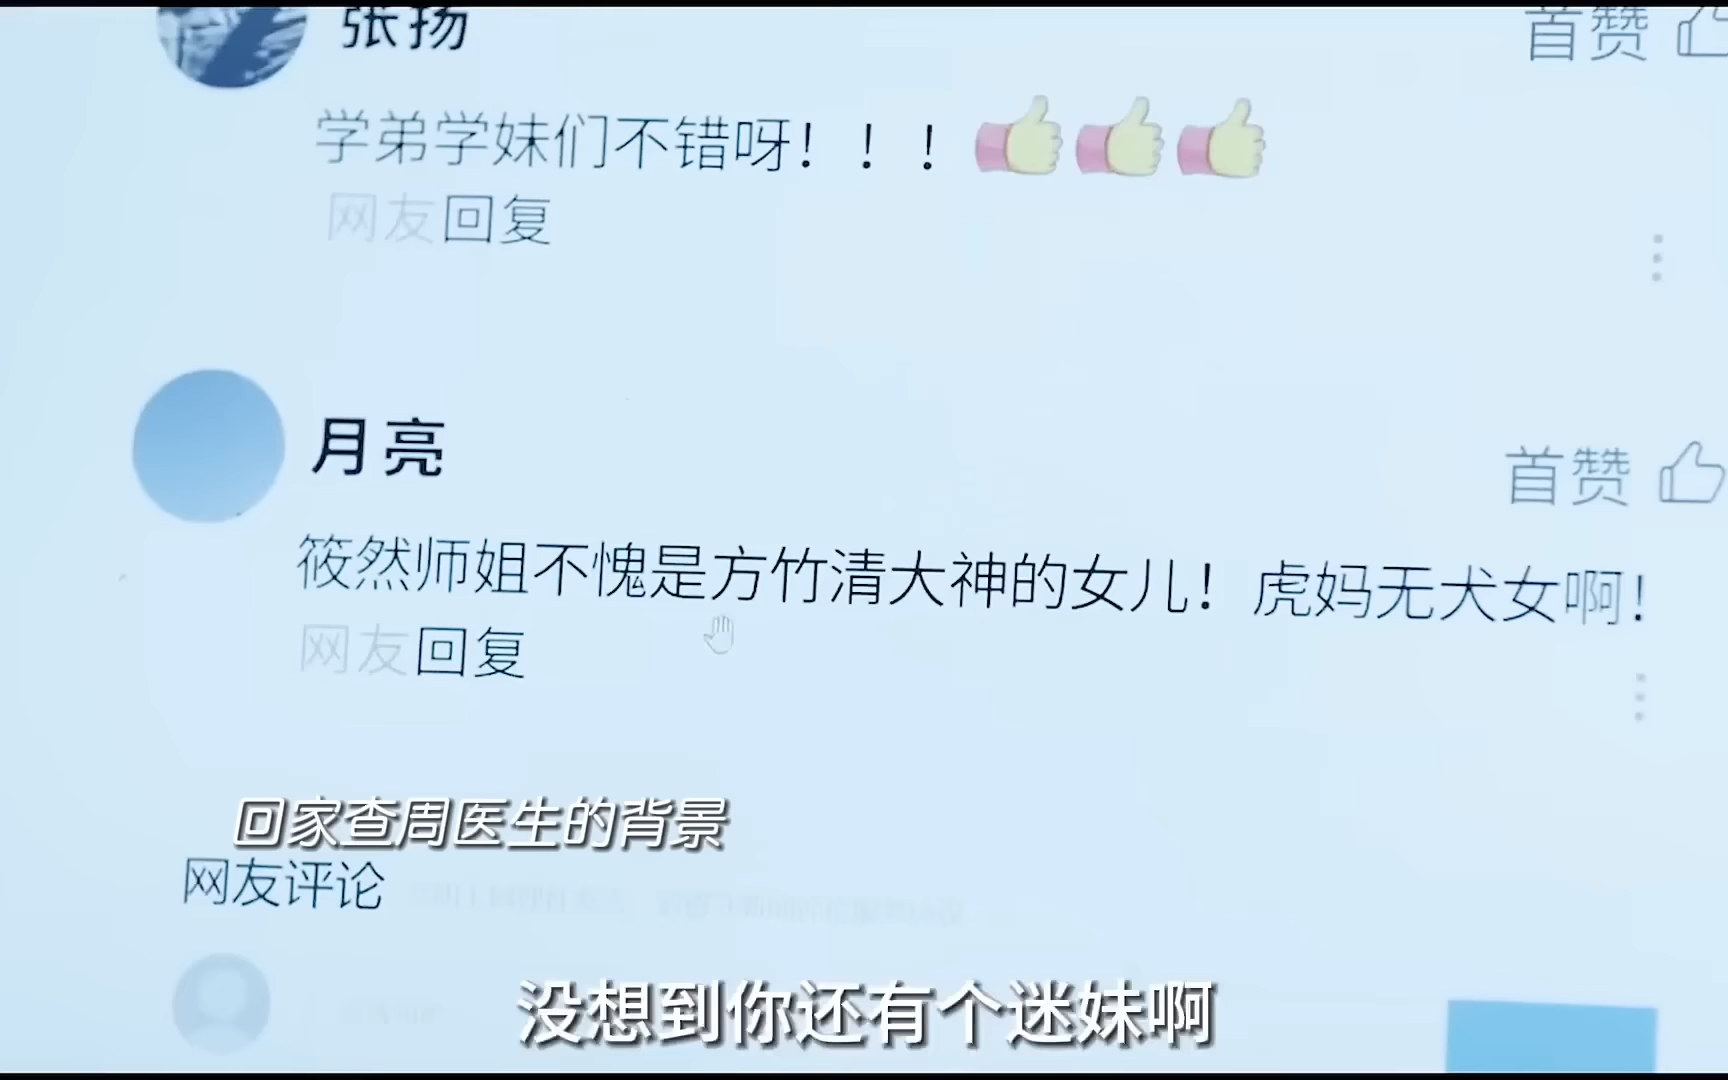 张扬
首赞
学弟学妹们不错呀！！！
网友回复
月亮
首赞
筱然师姐不愧是方竹清大神的女儿！虎妈无犬女啊！
网友回复
回家查周医生的背景
网友评论
没想到你还有个迷妹啊